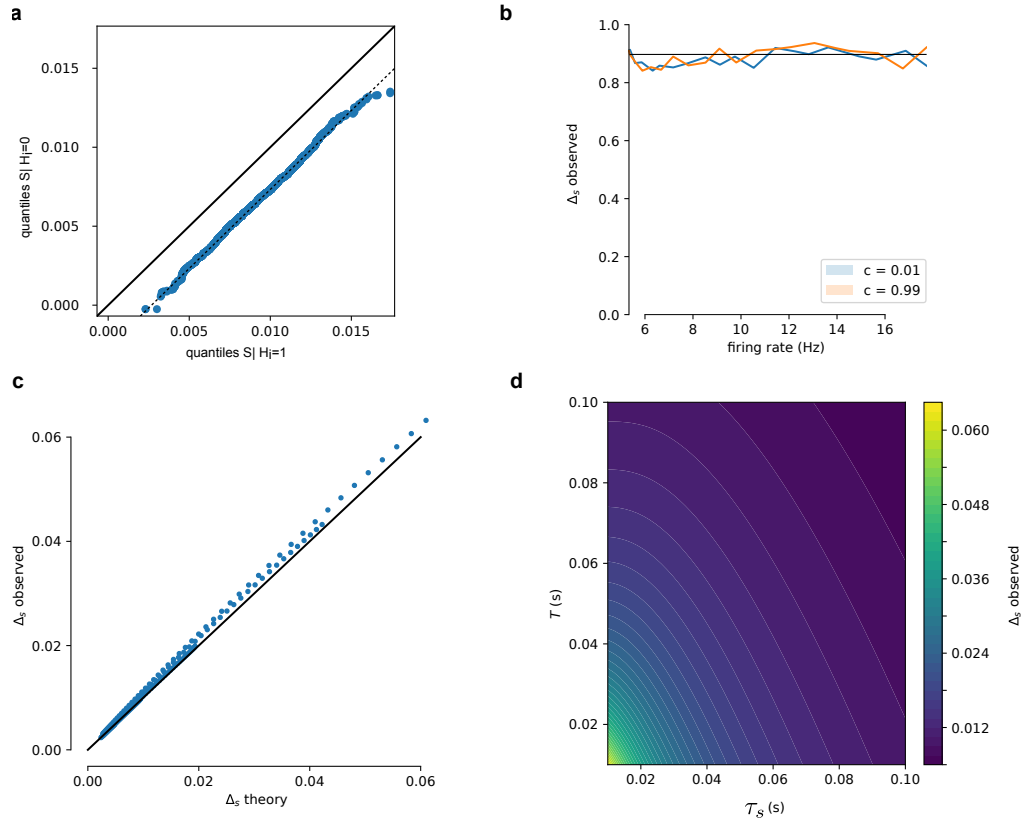 a
0.015
0.010
0.005
0.000
quantiles S| Hi=0
0.000 0.005 0.010 0.015
quantiles S| Hi=1
b
1.0
0.8
0.6
0.4
0.2
0.0
Δs observed
c = 0.01
c = 0.99
6 8 10 12 14 16
firing rate (Hz)
c
0.06
0.04
0.02
0.00
Δs observed
0.00 0.02 0.04 0.06
Δs theory
d
0.10
0.08
0.06
0.04
0.02
T (s)
0.02 0.04 0.06 0.08 0.10
τs (s)
0.060
0.048
0.036
0.024
0.012
Δs observed